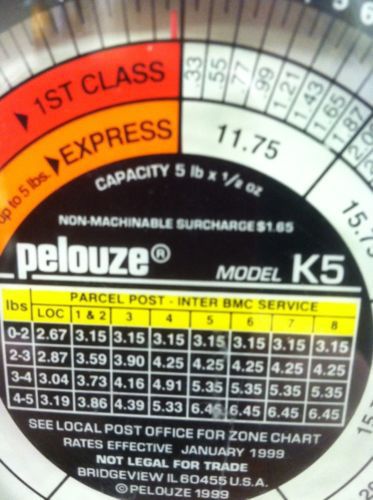 6
▶1ST CLASS
.33 .55 .77 .99 1.21 1.43 1.65 1.87
▶EXPRESS
up to 5 lbs.
11.75
15.75
CAPACITY 5 lb x 1/8 oz
NON-MACHINABLE SURCHARGE $1.65
pelouze®
MODEL K5
lbs PARCEL POST - INTER BMC SERVICE
LOC 1 & 2 3 4 5 6 7 8
0-2 2.67 3.15 3.15 3.15 3.15 3.15 3.15 3.15
2-3 2.87 3.59 3.90 4.25 4.25 4.25 4.25 4.25
3-4 3.04 3.73 4.16 4.91 5.35 5.35 5.35 5.35
4-5 3.19 3.86 4.39 5.33 6.45 6.45 6.45 6.45
SEE LOCAL POST OFFICE FOR ZONE CHART
RATES EFFECTIVE JANUARY 1999
NOT LEGAL FOR TRADE
BRIDGEVIEW IL 60455 U.S.A.
© PELOUZE 1999